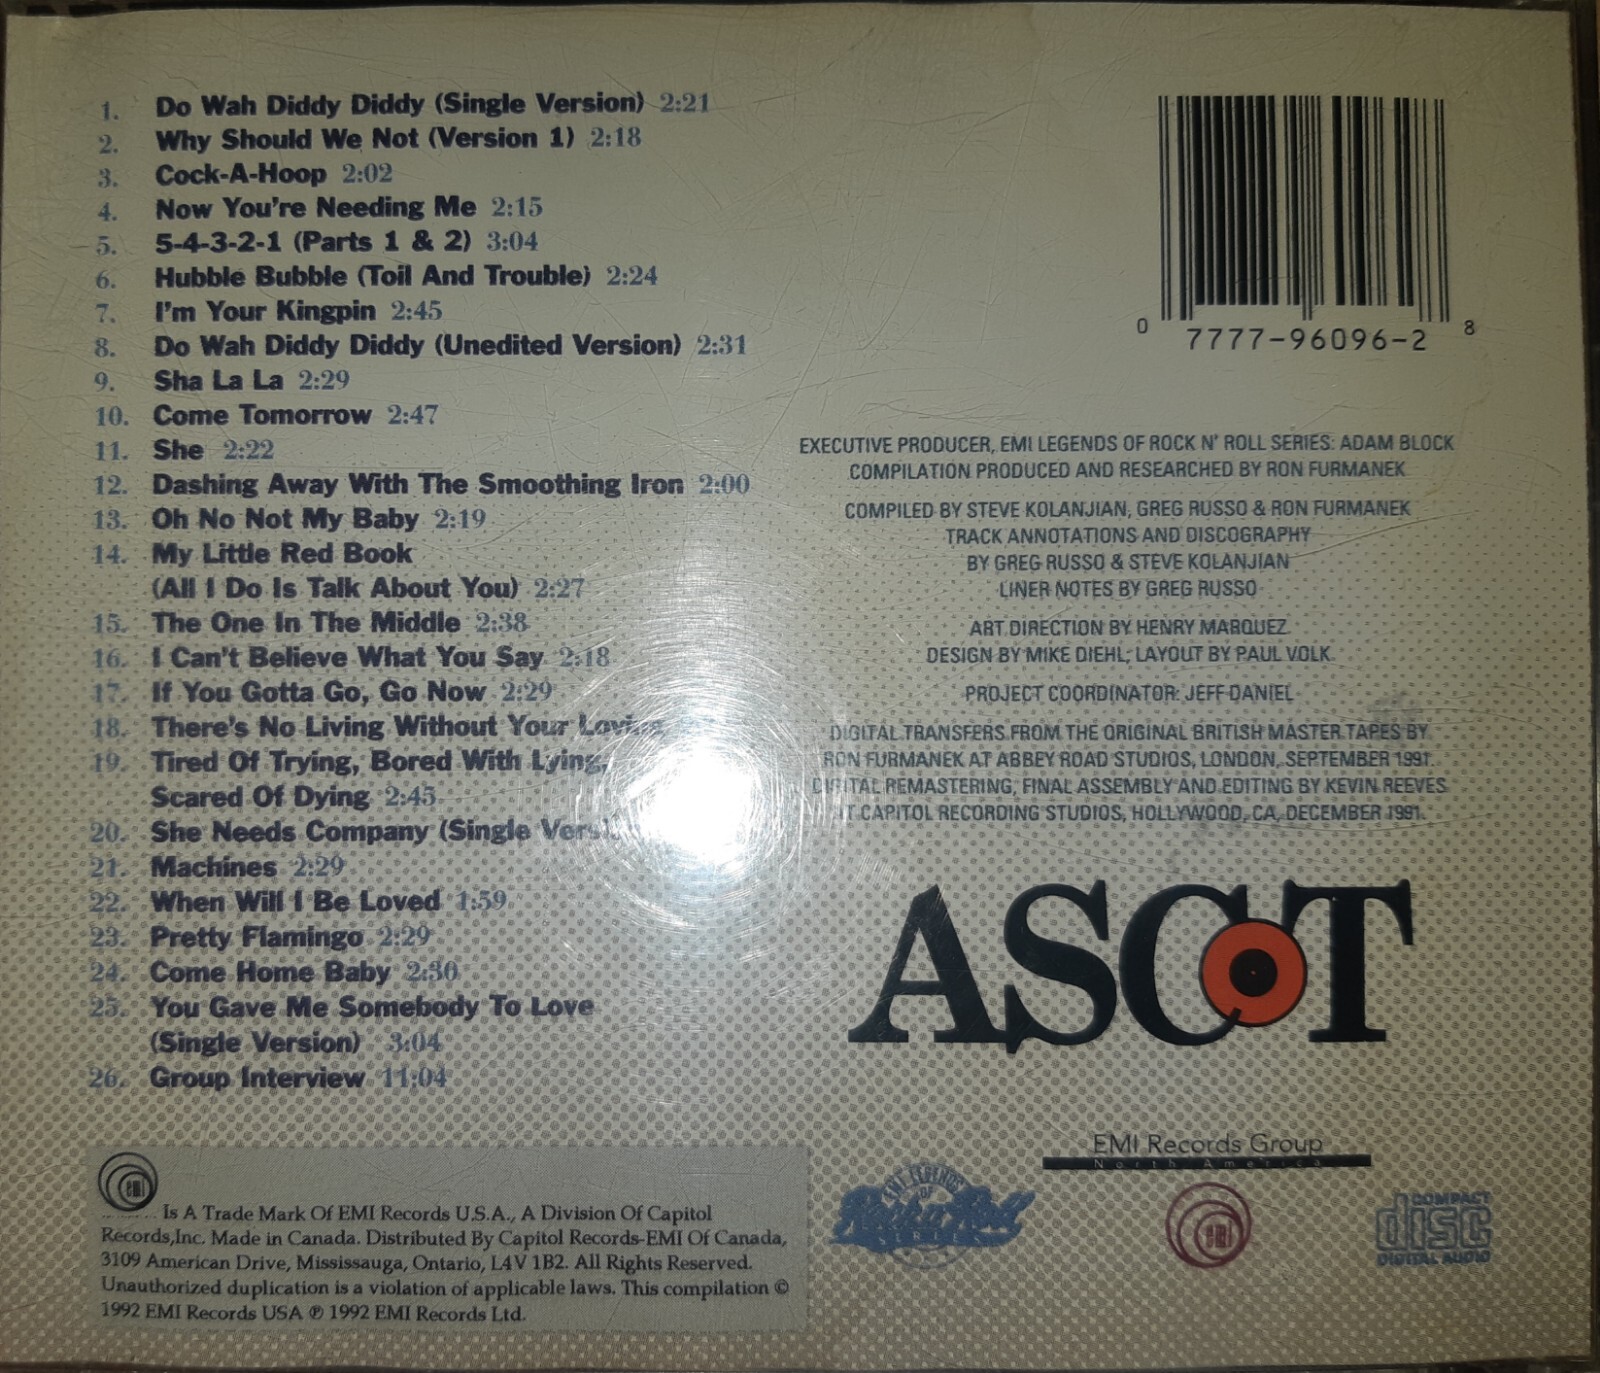 1. Do Wah Diddy Diddy (Single Version) 2:21
2. Why Should We Not (Version 1) 2:18
3. Cock-A-Hoop 2:02
4. Now You're Needing Me 2:15
5. 5-4-3-2-1 (Parts 1 & 2) 3:04
6. Hubble Bubble (Toil And Trouble) 2:24
7. I'm Your Kingpin 2:45
8. Do Wah Diddy Diddy (Unedited Version) 2:31
9. Sha La La 2:29
10. Come Tomorrow 2:47
11. She 2:22
12. Dashing Away With The Smoothing Iron 2:00
13. Oh No Not My Baby 2:19
14. My Little Red Book
(All I Do Is Talk About You) 2:27
15. The One In The Middle 2:38
16. I Can't Believe What You Say 2:18
17. If You Gotta Go, Go Now 2:29
18. There's No Living Without Your Loving
19. Tired Of Trying, Bored With Lying,
Scared Of Dying 2:45
20. She Needs Company (Single
21. Machines 2:29
22. When Will I Be Loved 1:59
23. Pretty Flamingo 2:29
24. Come Home Baby 2:30
25. You Gave Me Somebody To Love
(Single Version) 3:04
26. Group Interview 11:04
0 7777-96096-2 8
EXECUTIVE PRODUCER, EMI LEGENDS OF ROCK N' ROLL SERIES: ADAM BLOCK
COMPILATION PRODUCED AND RESEARCHED BY RON FURMANEK
COMPILED BY STEVE KOLANJIAN, GREG RUSSO & RON FURMANEK
TRACK ANNOTATIONS AND DISCOGRAPHY
BY GREG RUSSO & STEVE KOLANJIAN
LINER NOTES BY GREG RUSSO
ART DIRECTION BY HENRY MARQUEZ
DESIGN BY MIKE DIEHL; LAYOUT BY PAUL VOLK
PROJECT COORDINATOR: JEFF DANIEL
DIGITAL TRANSFERS FROM THE ORIGINAL BRITISH MASTER TAPES BY
RON FURMANEK AT ABBEY ROAD STUDIOS, LONDON, SEPTEMBER 1991.
DIGITAL REMASTERING, FINAL ASSEMBLY AND EDITING BY KEVIN REEVES
AT CAPITOL RECORDING STUDIOS, HOLLYWOOD, CA, DECEMBER 1991.
ASCOT
EMI Records Group
North America
EMI LEGENDS
OF
Rock n' Roll
SERIES
emi
COMPACT
disc
DIGITAL AUDIO
emi
Is A Trade Mark Of EMI Records U.S.A., A Division Of Capitol
Records,Inc. Made in Canada. Distributed By Capitol Records-EMI Of Canada,
3109 American Drive, Mississauga, Ontario, L4V 1B2. All Rights Reserved.
Unauthorized duplication is a violation of applicable laws. This compilation ©
1992 EMI Records USA ℗ 1992 EMI Records Ltd.